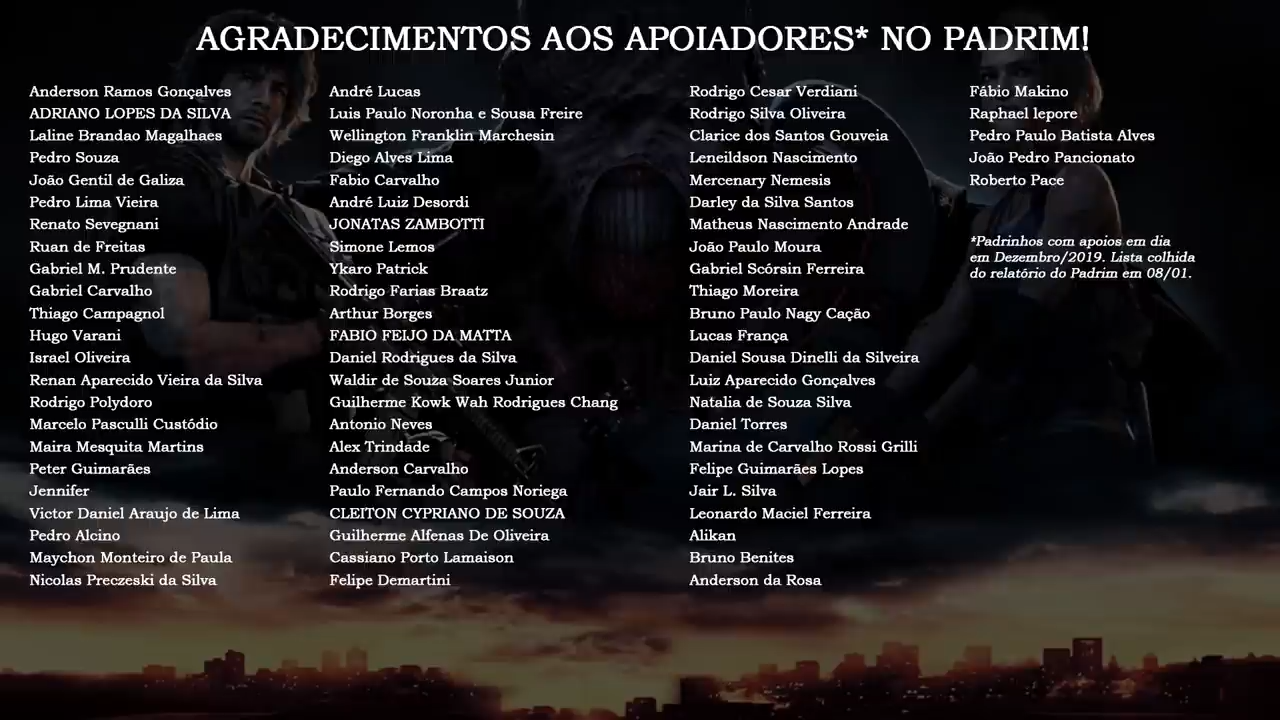 AGRADECIMENTOS AOS APOIADORES* NO PADRIM!
Anderson Ramos Gonçalves
ADRIANO LOPES DA SILVA
Laline Brandao Magalhaes
Pedro Souza
João Gentil de Galiza
Pedro Lima Vieira
Renato Sevegnani
Ruan de Freitas
Gabriel M. Prudente
Gabriel Carvalho
Thiago Campagnol
Hugo Varani
Israel Oliveira
Renan Aparecido Vieira da Silva
Rodrigo Polydoro
Marcelo Pasculli Custódio
Maira Mesquita Martins
Peter Guimarães
Jennifer
Victor Daniel Araujo de Lima
Pedro Alcino
Maychon Monteiro de Paula
Nicolas Preczeski da Silva
André Lucas
Luis Paulo Noronha e Sousa Freire
Wellington Franklin Marchesin
Diego Alves Lima
Fabio Carvalho
André Luiz Desordi
JONATAS ZAMBOTTI
Simone Lemos
Ykaro Patrick
Rodrigo Farias Braatz
Arthur Borges
FABIO FEIJO DA MATTA
Daniel Rodrigues da Silva
Waldir de Souza Soares Junior
Guilherme Kowk Wah Rodrigues Chang
Antonio Neves
Alex Trindade
Anderson Carvalho
Paulo Fernando Campos Noriega
CLEITON CYPRIANO DE SOUZA
Guilherme Alfenas De Oliveira
Cassiano Porto Lamaison
Felipe Demartini
Rodrigo Cesar Verdiani
Rodrigo Silva Oliveira
Clarice dos Santos Gouveia
Leneildson Nascimento
Mercenary Nemesis
Darley da Silva Santos
Matheus Nascimento Andrade
João Paulo Moura
Gabriel Scórsin Ferreira
Thiago Moreira
Bruno Paulo Nagy Cação
Lucas França
Daniel Sousa Dinelli da Silveira
Luiz Aparecido Gonçalves
Natalia de Souza Silva
Daniel Torres
Marina de Carvalho Rossi Grilli
Felipe Guimarães Lopes
Jair L. Silva
Leonardo Maciel Ferreira
Alikan
Bruno Benites
Anderson da Rosa
Fábio Makino
Raphael lepore
Pedro Paulo Batista Alves
João Pedro Pancionato
Roberto Pace
*Padrinhos com apoios em dia
em Dezembro/2019. Lista colhida
do relatório do Padrim em 08/01.